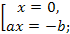 x = 0,
ax = −b;